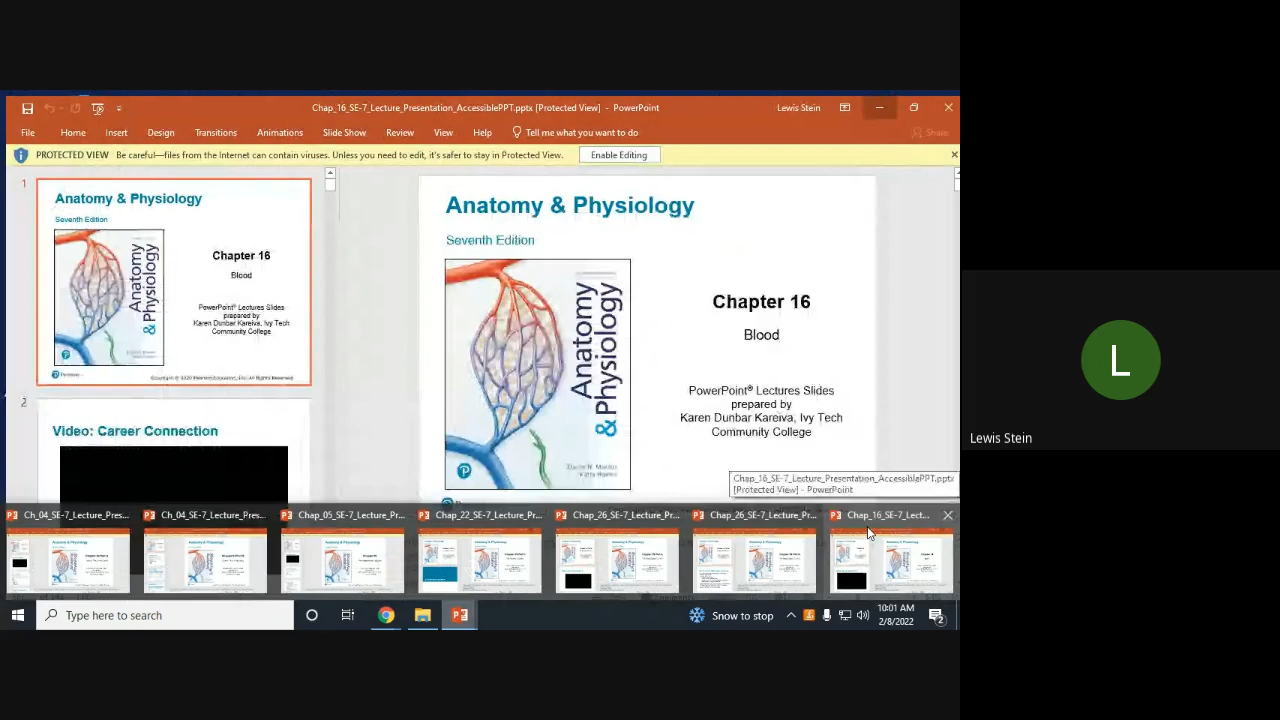 Chap_16_SE-7_Lecture_Presentation_AccessiblePPT.pptx [Protected View] - PowerPoint
Lewis Stein
File Home Insert Design Transitions Animations Slide Show Review View Help Tell me what you want to do Share
PROTECTED VIEW Be careful—files from the Internet can contain viruses. Unless you need to edit, it's safer to stay in Protected View. Enable Editing
1
Anatomy & Physiology
Seventh Edition
Anatomy
& Physiology
Chapter 16
Blood
PowerPoint® Lectures Slides
prepared by
Karen Dunbar Kareiva, Ivy Tech
Community College
2
Video: Career Connection
Anatomy & Physiology
Seventh Edition
Anatomy
& Physiology
Chapter 16
Blood
PowerPoint® Lectures Slides
prepared by
Karen Dunbar Kareiva, Ivy Tech
Community College
Chap_16_SE-7_Lecture_Presentation_AccessiblePPT.pptx
[Protected View] - PowerPoint
Ch_04_SE-7_Lecture_Pres... Ch_04_SE-7_Lecture_Pres... Chap_05_SE-7_Lecture_Pr... Chap_22_SE-7_Lecture_Pr... Chap_26_SE-7_Lecture_Pr... Chap_26_SE-7_Lecture_Pr... Chap_16_SE-7_Lect...
Type here to search
Snow to stop
10:01 AM
2/8/2022
2
L
Lewis Stein